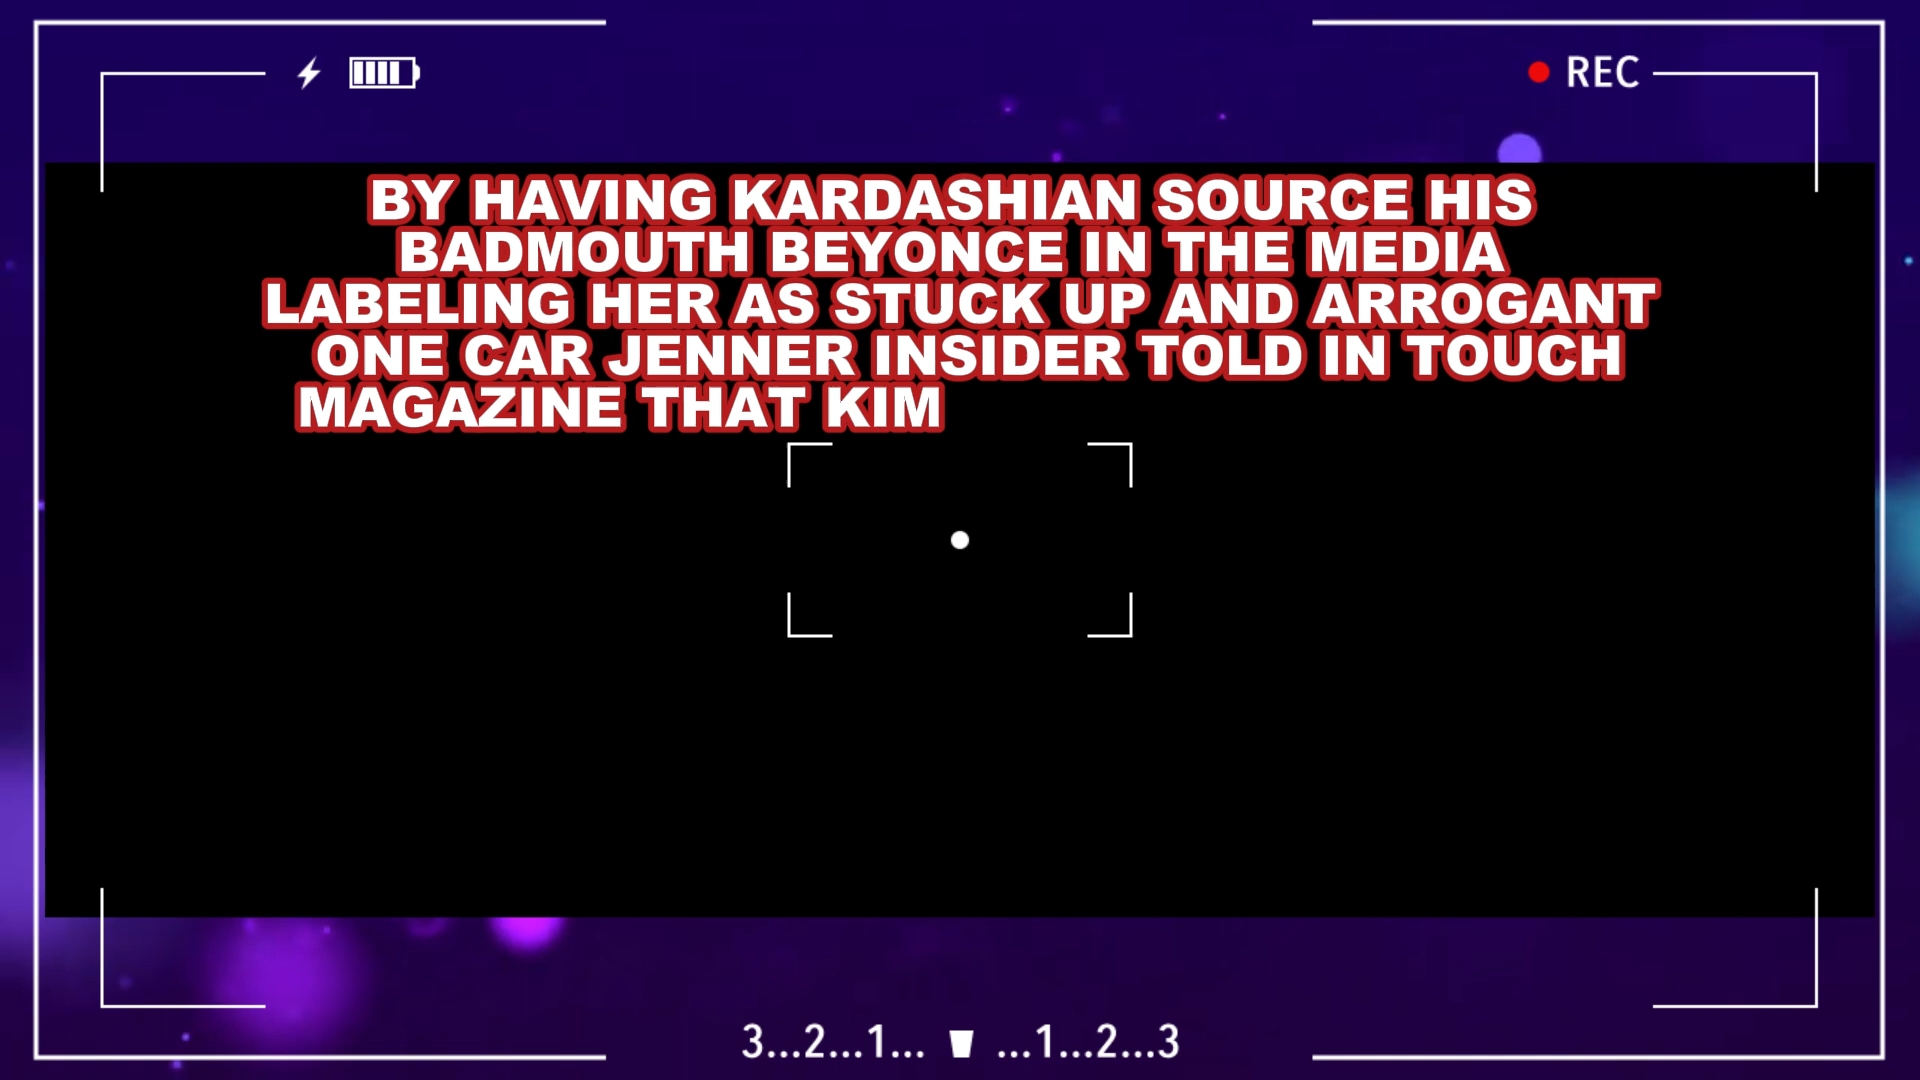 REC
BY HAVING KARDASHIAN SOURCE HIS
BADMOUTH BEYONCE IN THE MEDIA
LABELING HER AS STUCK UP AND ARROGANT
ONE CAR JENNER INSIDER TOLD IN TOUCH
MAGAZINE THAT KIM
3...2...1... ...1...2...3